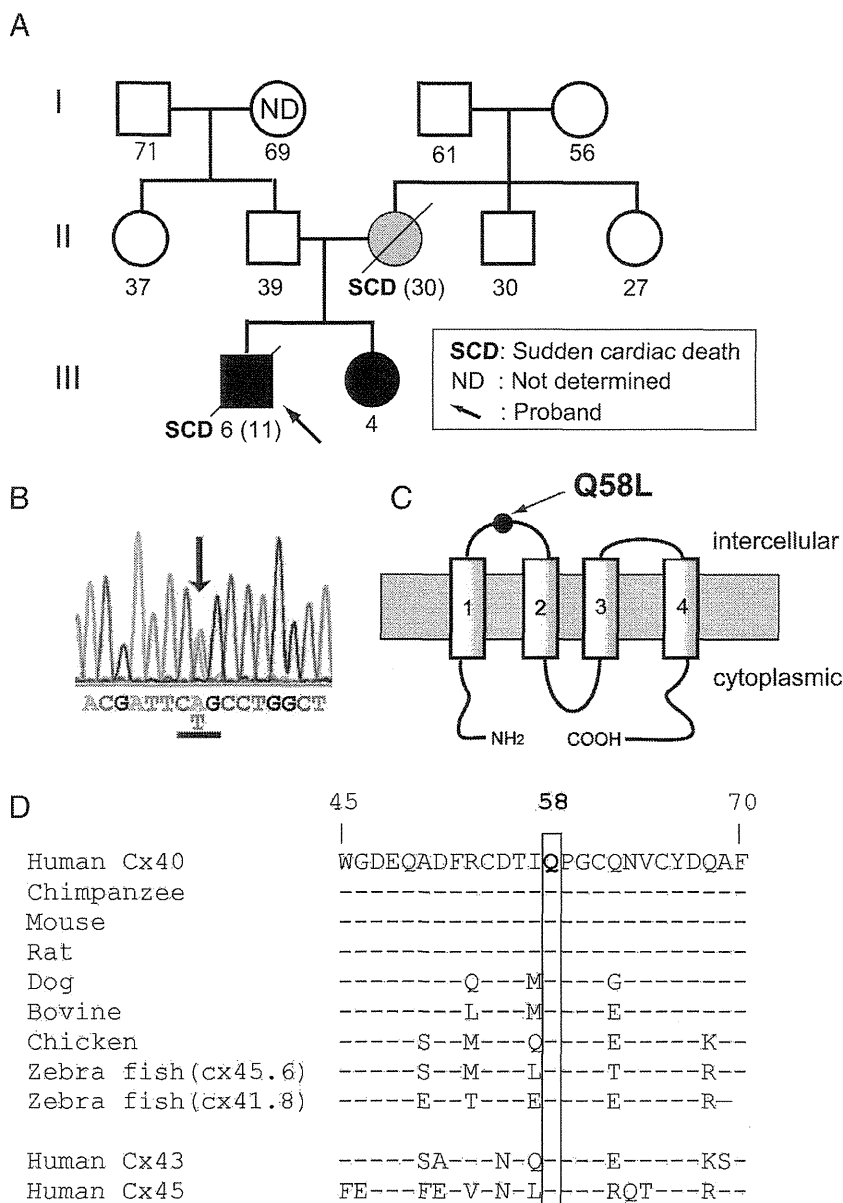 A
I
ND
71
69
61
56
II
37
39
SCD (30)
30
27
III
SCD: Sudden cardiac death
ND : Not determined
: Proband
SCD 6 (11)
4
B
ACGATTCAGCCTGGCT
T
C
Q58L
intercellular
1 2 3 4
cytoplasmic
NH2
COOH
D
45 58 70
Human Cx40 WGDEQADFRCDTIQPGCQNVCYDQAF
Chimpanzee --------------------------
Mouse --------------------------
Rat --------------------------
Dog --------Q---M----G--------
Bovine --------L---M----E--------
Chicken -----S--M---Q----E-----K--
Zebra fish(cx45.6) -----S--M---L----T-----R--
Zebra fish(cx41.8) -----E--T---E----E-----R-
Human Cx43 -----SA---N-Q----E-----KS-
Human Cx45 FE---FE-V-N-L----RQT---R--